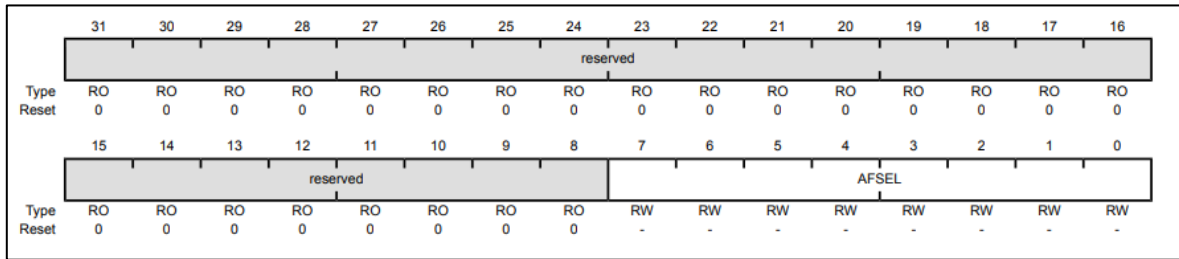 31 30 29 28 27 26 25 24 23 22 21 20 19 18 17 16
reserved
Type RO RO RO RO RO RO RO RO RO RO RO RO RO RO RO RO
Reset 0 0 0 0 0 0 0 0 0 0 0 0 0 0 0 0
15 14 13 12 11 10 9 8 7 6 5 4 3 2 1 0
reserved AFSEL
Type RO RO RO RO RO RO RO RO RW RW RW RW RW RW RW RW
Reset 0 0 0 0 0 0 0 0 - - - - - - - -